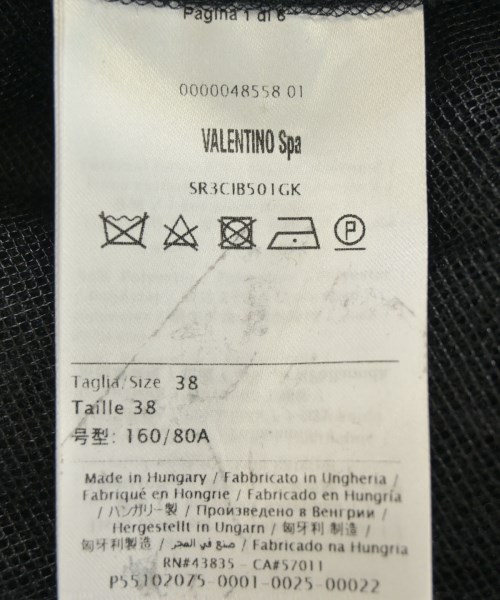 Pagina 1 di 6
0000048558 01
VALENTINO Spa
SR3CIB501GK
P
Taglia/Size 38
Taille 38
号型: 160/80A
Made in Hungary / Fabbricato in Ungheria /
Fabriqué en Hongrie / Fabricado en Hungría
/ ハンガリー製 / Произведено в Венгрии /
Hergestellt in Ungarn / 匈牙利 制造 /
匈牙利製造 / صنع في المجر / Fabricado na Hungria
RN#43835 - CA#57011
P55102075-0001-0025-00022